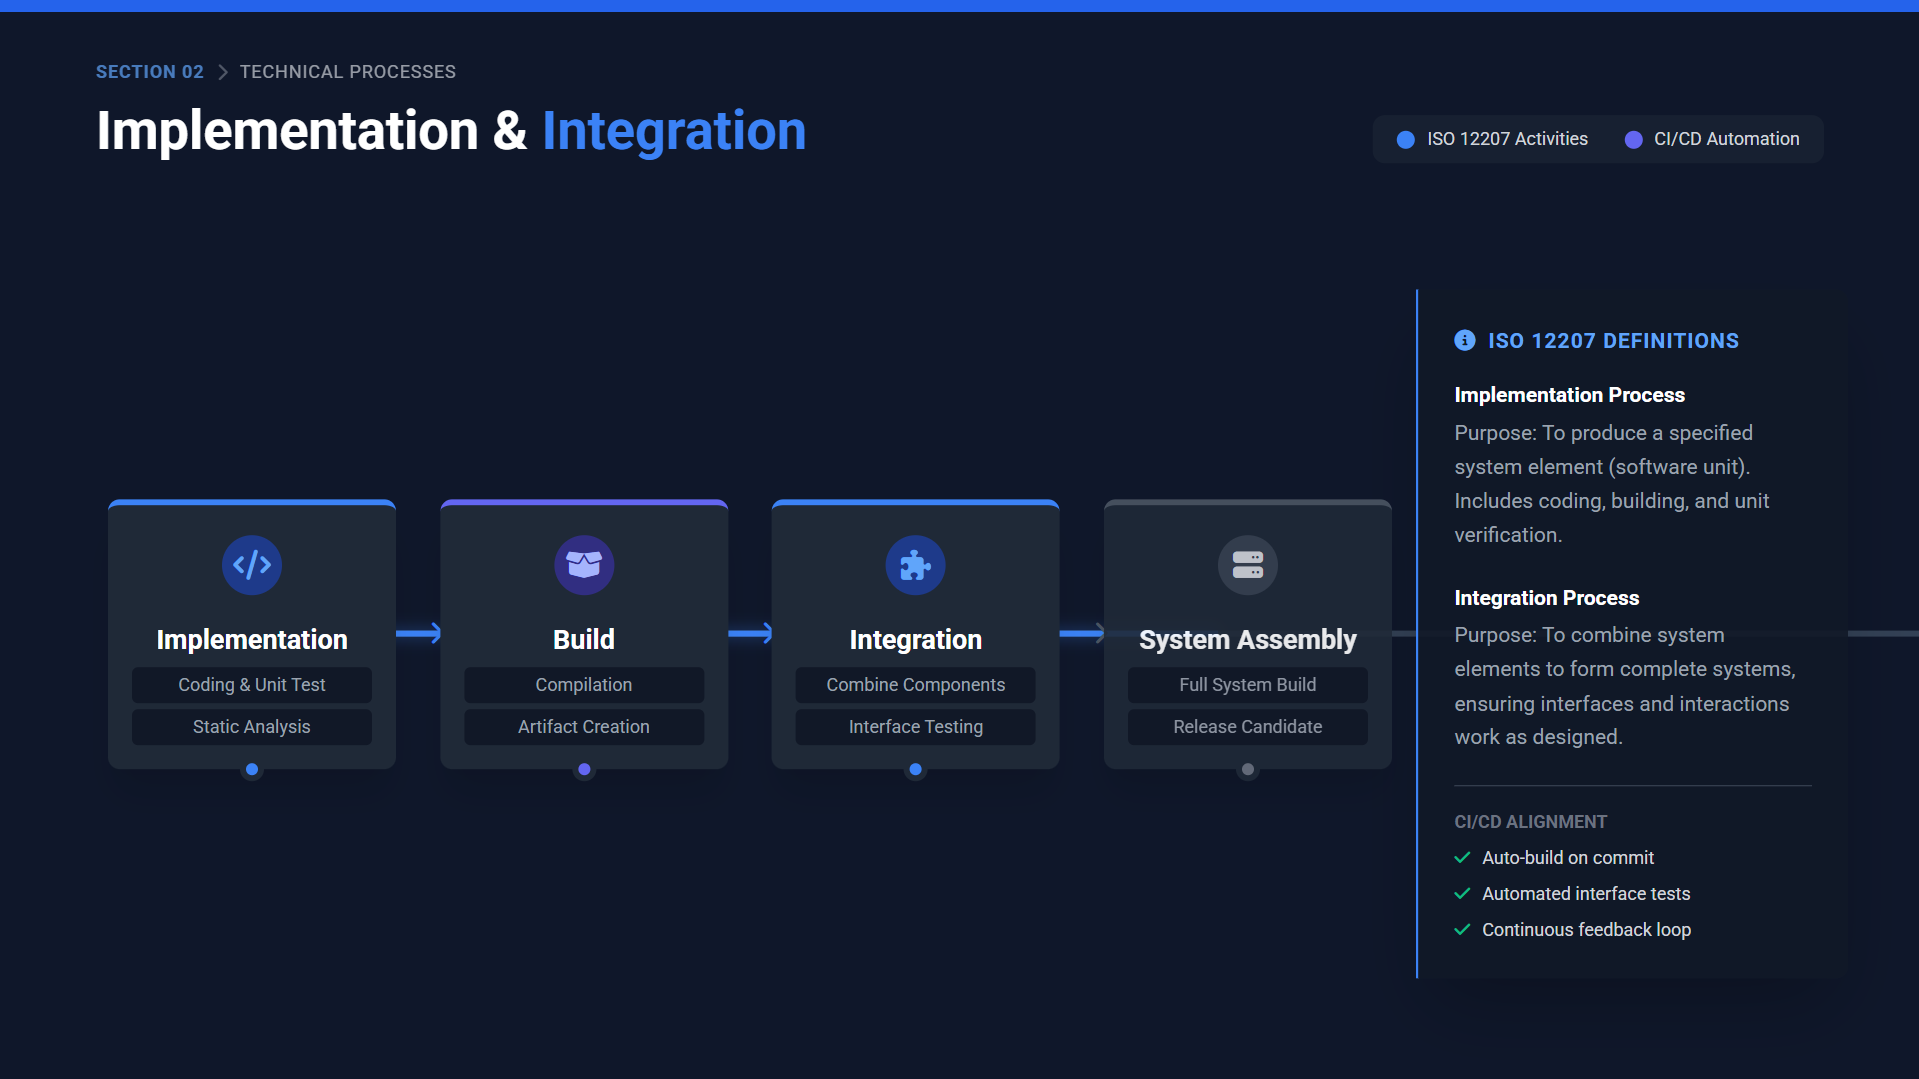 SECTION 02 > TECHNICAL PROCESSES
Implementation & Integration
ISO 12207 Activities
CI/CD Automation
Implementation
Coding & Unit Test
Static Analysis
Build
Compilation
Artifact Creation
Integration
Combine Components
Interface Testing
System Assembly
Full System Build
Release Candidate
ISO 12207 DEFINITIONS
Implementation Process
Purpose: To produce a specified
system element (software unit).
Includes coding, building, and unit
verification.
Integration Process
Purpose: To combine system
elements to form complete systems,
ensuring interfaces and interactions
work as designed.
CI/CD ALIGNMENT
Auto-build on commit
Automated interface tests
Continuous feedback loop